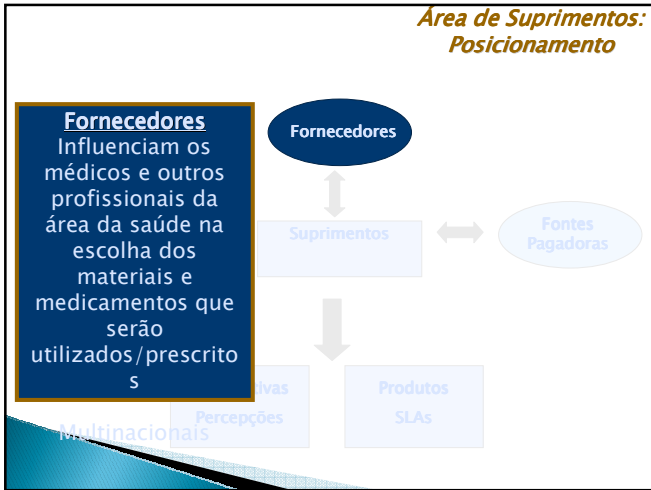 Área de Suprimentos:
Posicionamento
Fornecedores
Influenciam os
médicos e outros
profissionais da
área da saúde na
escolha dos
materiais e
medicamentos que
serão
utilizados/prescrito
s
Fornecedores
Suprimentos
Fontes
Pagadoras
Percepções
Produtos
SLAs
Multinacionais